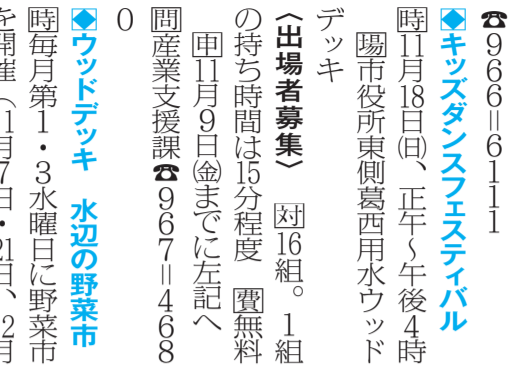 ☎966=6111
◆キッズダンスフェスティバル
時11月18日㈰、正午〜午後4時
場市役所東側葛西用水ウッド
デッキ
〈出場者募集〉 対16組。1組
の持ち時間は15分程度 費無料
申11月9日㈮までに左記へ
問産業支援課☎967=468
0
◆ウッドデッキ 水辺の野菜市
時毎月第1・3水曜日に野菜市
を開催（11月7日・21日、12月